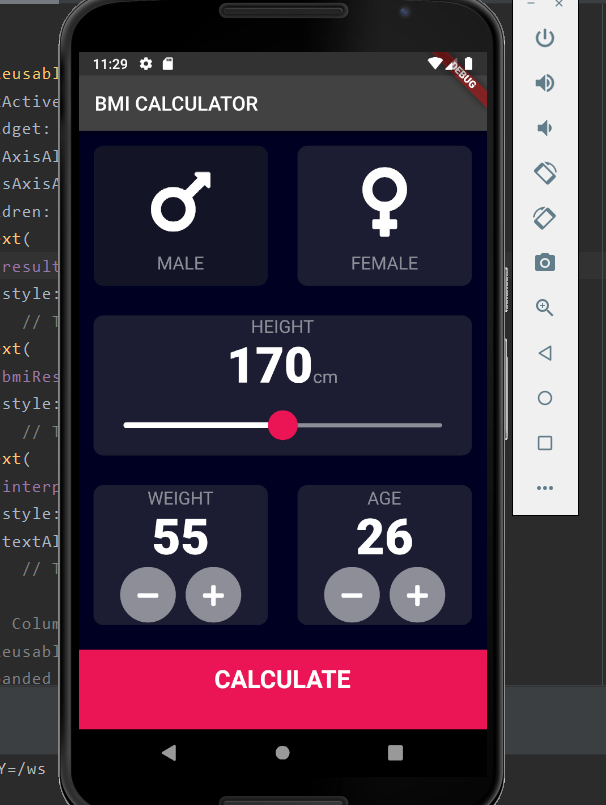 11:29
DEBUG
BMI CALCULATOR
MALE
FEMALE
HEIGHT
170cm
WEIGHT
55
AGE
26
CALCULATE
eusabl
Active
dget:
AxisAl
sAxisA
dren:
xt(
result
style:
// T
xt(
bmiRes
style:
// T
xt(
interp
style:
textAl
// T
Colum
eusabl
panded
Y=/ws